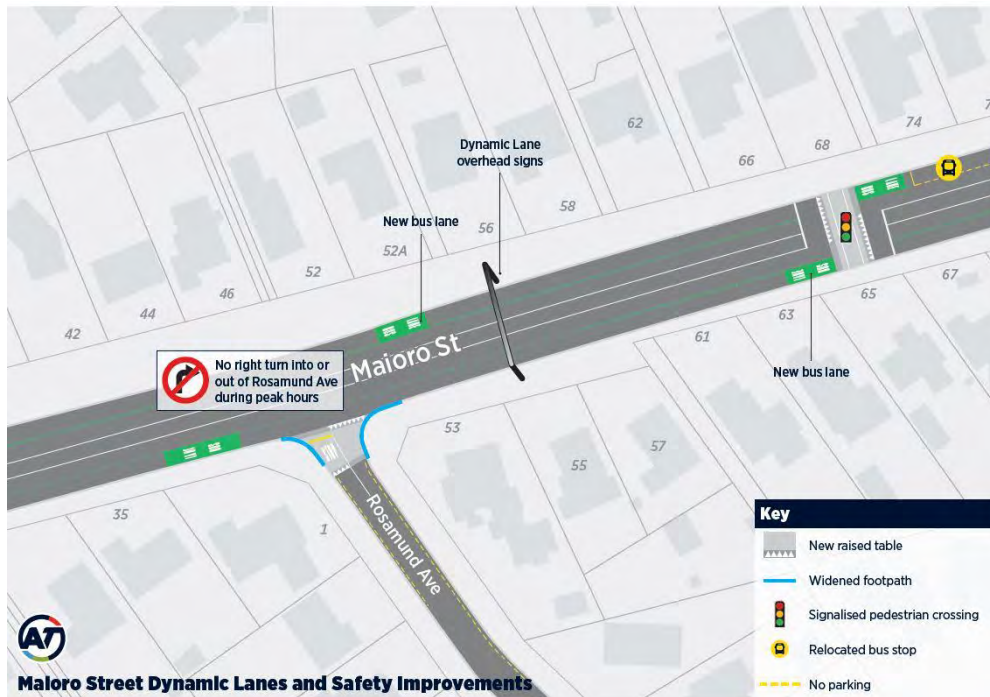 74
62
68
Dynamic Lane
overhead signs
66
58
New bus lane
56
52A
52
46
44
42
67
65
63
61
Maioro St
New bus lane
No right turn into or
out of Rosamund Ave
during peak hours
53
57
55
35
1
Rosamund Ave
Key
New raised table
Widened footpath
Signalised pedestrian crossing
Relocated bus stop
No parking
AT
Maioro Street Dynamic Lanes and Safety Improvements